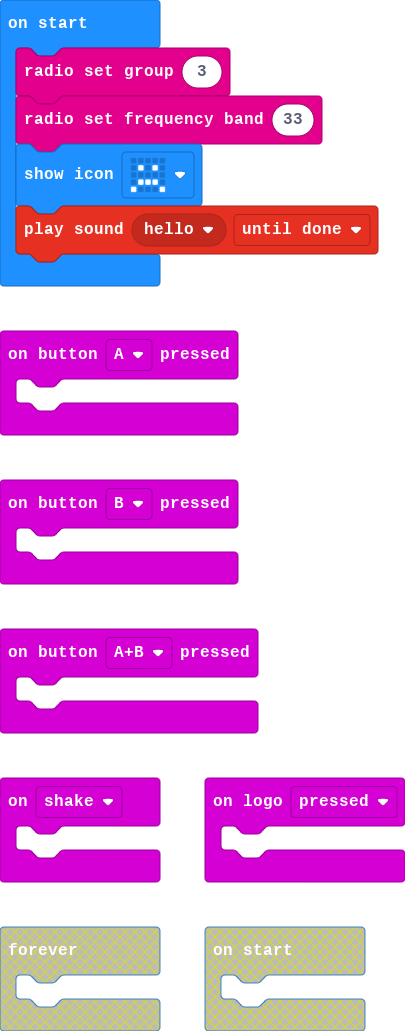 on start
radio set group 3
radio set frequency band 33
show icon
play sound hello until done
on button A pressed
on button B pressed
on button A+B pressed
on shake
on logo pressed
forever
on start